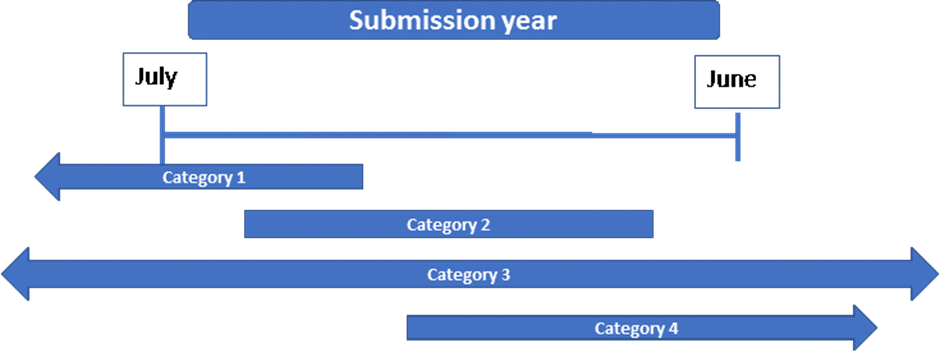 Submission year
July
June
Category 1
Category 2
Category 3
Category 4